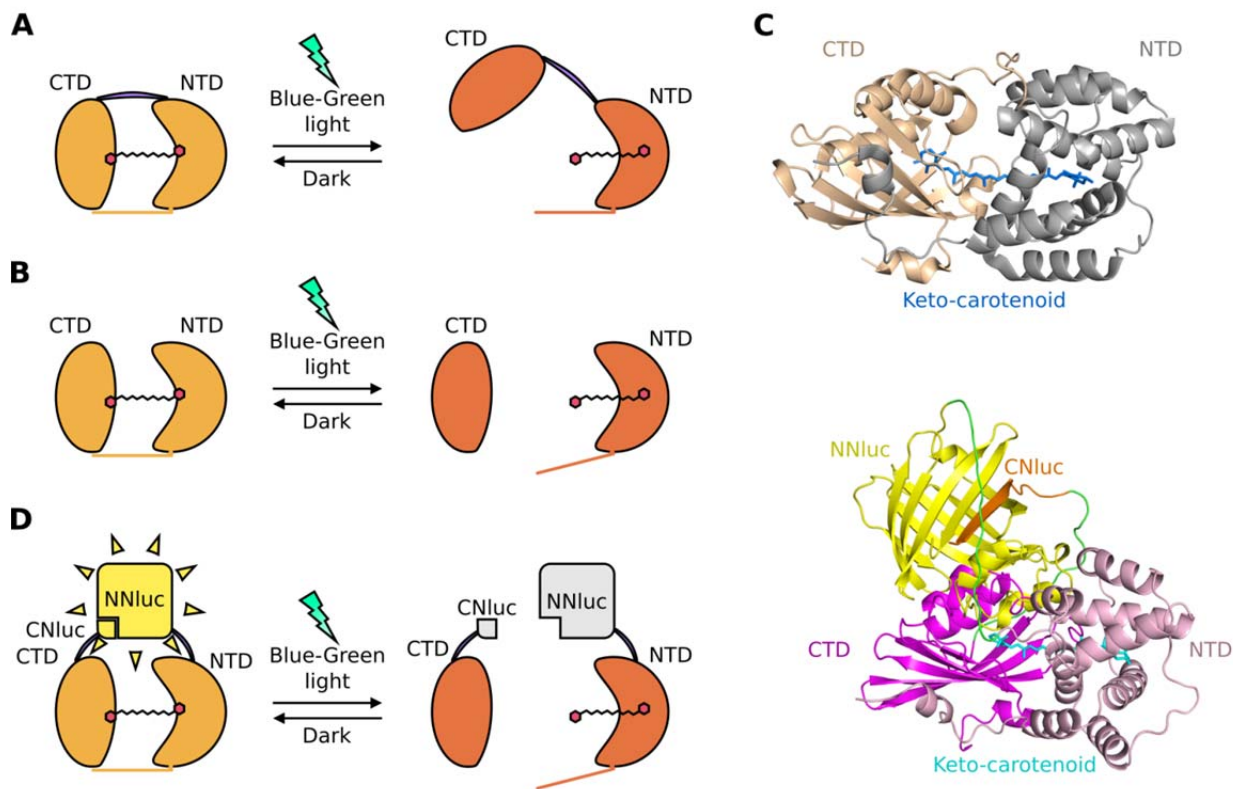 A
CTD
NTD
Blue-Green
light
Dark
CTD
NTD
B
CTD
NTD
Blue-Green
light
Dark
CTD
NTD
D
NNluc
CNluc
CTD
NTD
Blue-Green
light
Dark
CNluc
NNluc
CTD
NTD
C
CTD
NTD
Keto-carotenoid
NNluc
CNluc
CTD
NTD
Keto-carotenoid